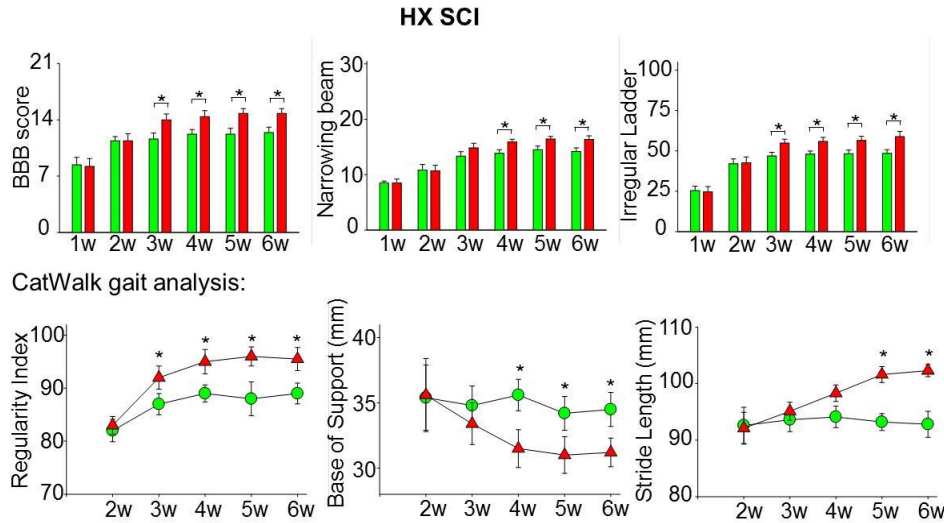 HX SCI
BBB score
21
14
7
0
* * * *
1w 2w 3w 4w 5w 6w
Narrowing beam
30
20
10
0
* * *
1w 2w 3w 4w 5w 6w
Irregular Ladder
100
75
50
25
0
* * * *
1w 2w 3w 4w 5w 6w
CatWalk gait analysis:
Regularity Index
100
90
80
70
* * * *
2w 3w 4w 5w 6w
Base of Support (mm)
40
35
30
* * *
2w 3w 4w 5w 6w
Stride Length (mm)
110
100
90
80
* *
2w 3w 4w 5w 6w